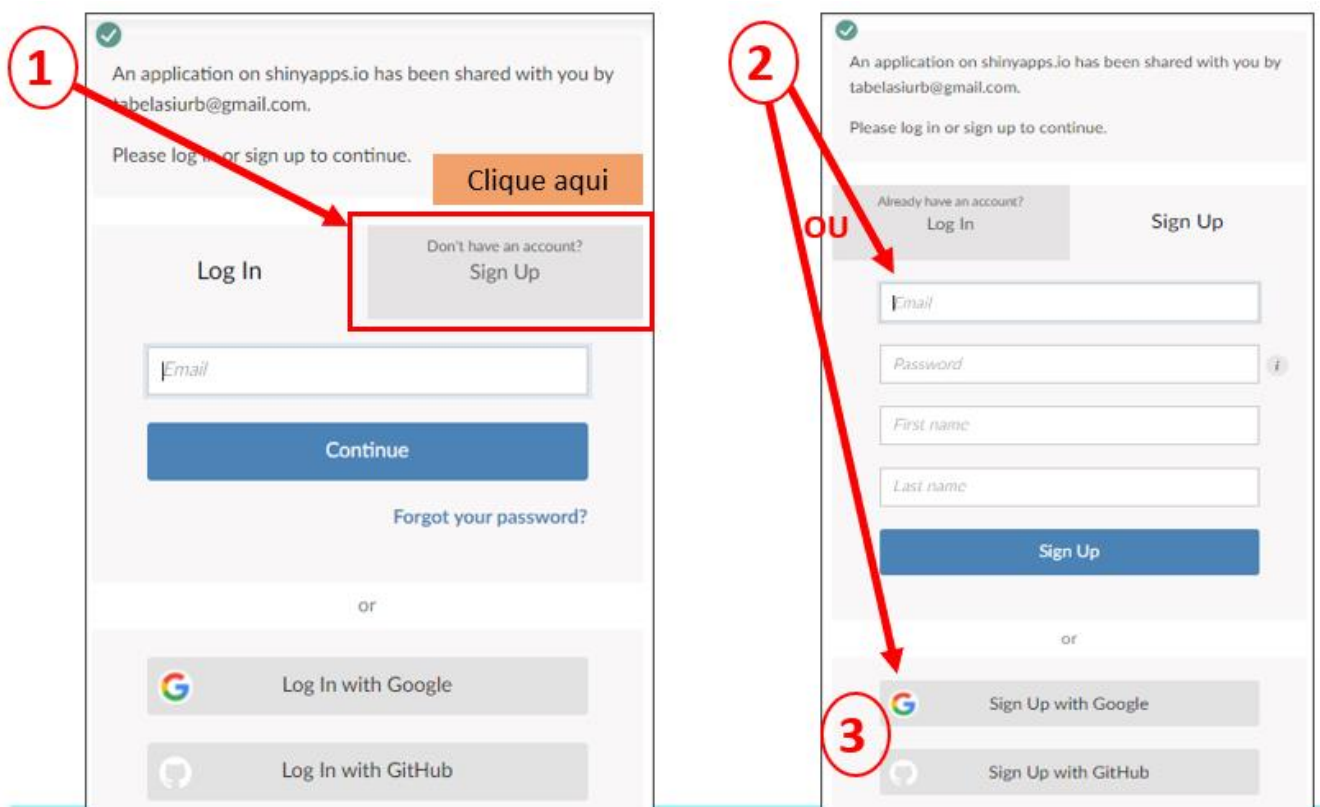 1
An application on shinyapps.io has been shared with you by
tabelasiurb@gmail.com.
Please log in or sign up to continue.
Clique aqui
Log In
Don't have an account?
Sign Up
Email
Continue
Forgot your password?
or
Log In with Google
Log In with GitHub
2
An application on shinyapps.io has been shared with you by
tabelasiurb@gmail.com.
Please log in or sign up to continue.
Already have an account?
Log In
OU
Sign Up
Email
Password
i
First name
Last name
Sign Up
or
Sign Up with Google
3
Sign Up with GitHub